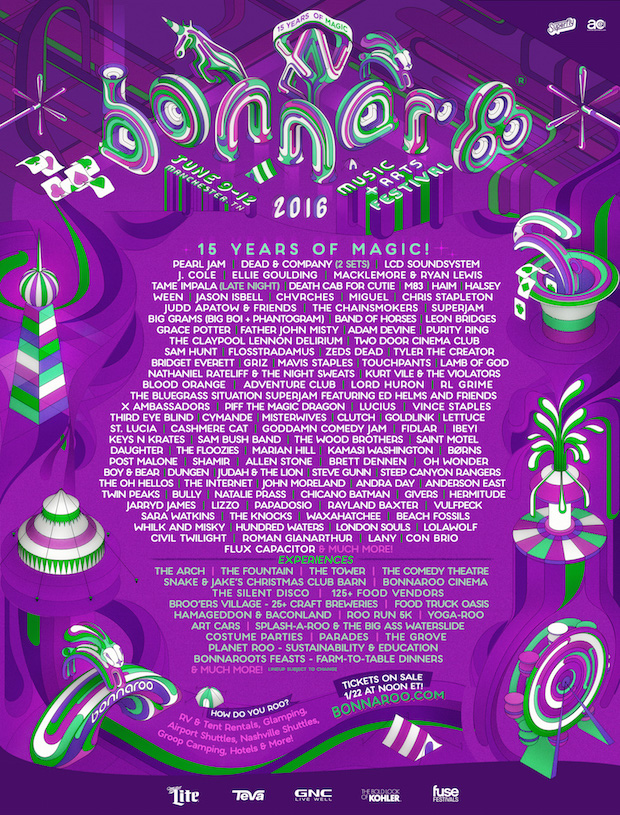 Superfly
15 YEARS OF MAGIC
XV
bonnaroo
JUNE 9-12
MANCHESTER, TN
A
MUSIC
+ ARTS
FESTIVAL
2016
15 YEARS OF MAGIC!
PEARL JAM | DEAD & COMPANY (2 SETS) | LCD SOUNDSYSTEM
J. COLE | ELLIE GOULDING | MACKLEMORE & RYAN LEWIS
TAME IMPALA (LATE NIGHT) | DEATH CAB FOR CUTIE | M83 | HAIM | HALSEY
WEEN | JASON ISBELL | CHVRCHES | MIGUEL | CHRIS STAPLETON
JUDD APATOW & FRIENDS | THE CHAINSMOKERS | SUPERJAM
BIG GRAMS (BIG BOI + PHANTOGRAM) | BAND OF HORSES | LEON BRIDGES
GRACE POTTER | FATHER JOHN MISTY | ADAM DEVINE | PURITY RING
THE CLAYPOOL LENNON DELIRIUM | TWO DOOR CINEMA CLUB
SAM HUNT | FLOSSTRADAMUS | ZEDS DEAD | TYLER THE CREATOR
BRIDGET EVERETT | GRIZ | MAVIS STAPLES | TOUCHPANTS | LAMB OF GOD
NATHANIEL RATELIFF & THE NIGHT SWEATS | KURT VILE & THE VIOLATORS
BLOOD ORANGE | ADVENTURE CLUB | LORD HURON | RL GRIME
THE BLUEGRASS SITUATION SUPERJAM FEATURING ED HELMS AND FRIENDS
X AMBASSADORS | PIFF THE MAGIC DRAGON | LUCIUS | VINCE STAPLES
THIRD EYE BLIND | CYMANDE | MISTERWIVES | CLUTCH | GOLDLINK | LETTUCE
ST. LUCIA | CASHMERE CAT | GODDAMN COMEDY JAM | FIDLAR | IBEYI
KEYS N KRATES | SAM BUSH BAND | THE WOOD BROTHERS | SAINT MOTEL
DAUGHTER | THE FLOOZIES | MARIAN HILL | KAMASI WASHINGTON | BØRNS
POST MALONE | SHAMIR | ALLEN STONE | BRETT DENNEN | OH WONDER
BOY & BEAR | DUNGEN | JUDAH & THE LION | STEVE GUNN | STEEP CANYON RANGERS
THE OH HELLOS | THE INTERNET | JOHN MORELAND | ANDRA DAY | ANDERSON EAST
TWIN PEAKS | BULLY | NATALIE PRASS | CHICANO BATMAN | GIVERS | HERMITUDE
JARRYD JAMES | LIZZO | PAPADOSIO | RAYLAND BAXTER | VULFPECK
SARA WATKINS | THE KNOCKS | WAXAHATCHEE | BEACH FOSSILS
WHILK AND MISKY | HUNDRED WATERS | LONDON SOULS | LOLAWOLF
CIVIL TWILIGHT | ROMAN GIANARTHUR | LANY | CON BRIO
FLUX CAPACITOR & MUCH MORE!
EXPERIENCES
THE ARCH | THE FOUNTAIN | THE TOWER | THE COMEDY THEATRE
SNAKE & JAKE'S CHRISTMAS CLUB BARN | BONNAROO CINEMA
THE SILENT DISCO | 125+ FOOD VENDORS
BROO'ERS VILLAGE - 25+ CRAFT BREWERIES | FOOD TRUCK OASIS
HAMAGEDDON & BACONLAND | ROO RUN 5K | YOGA-ROO
ART CARS | SPLASH-A-ROO & THE BIG ASS WATERSLIDE
COSTUME PARTIES | PARADES | THE GROVE
PLANET ROO - SUSTAINABILITY & EDUCATION
BONNAROOTS FEASTS - FARM-TO-TABLE DINNERS
& MUCH MORE! LINEUP SUBJECT TO CHANGE
bonnaroo
HOW DO YOU ROO?
RV & Tent Rentals, Glamping,
Airport Shuttles, Nashville Shuttles,
Groop Camping, Hotels & More!
TICKETS ON SALE
1/22 AT NOON ET!
BONNAROO.COM
Miller Lite
Teva
GNC
LIVE WELL
THE BOLD LOOK
OF KOHLER
fuse
FESTIVALS